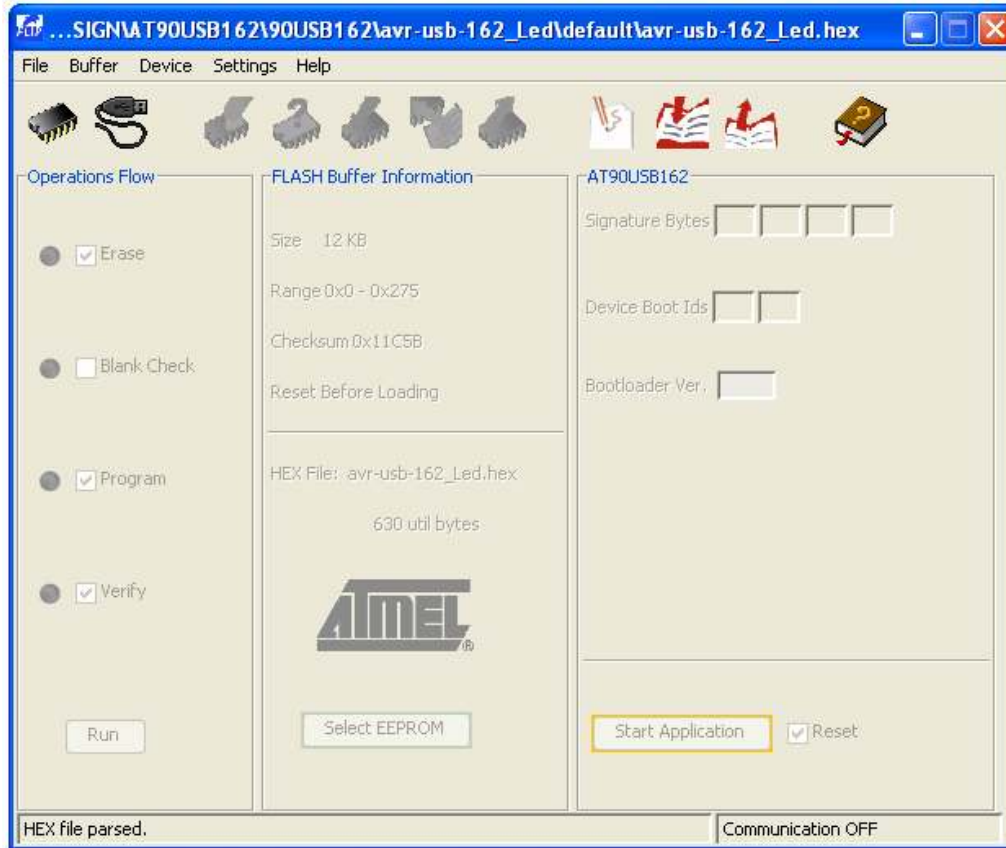 ...SIGN\AT90USB162\90USB162\avr-usb-162_Led\default\avr-usb-162_Led.hex
File Buffer Device Settings Help
Operations Flow
Erase
Blank Check
Program
Verify
Run
FLASH Buffer Information
Size 12 KB
Range 0x0 - 0x275
Checksum 0x11C5B
Reset Before Loading
HEX File: avr-usb-162_Led.hex
630 util bytes
ATMEL®
Select EEPROM
AT90USB162
Signature Bytes
Device Boot Ids
Bootloader Ver.
Start Application Reset
HEX file parsed. Communication OFF